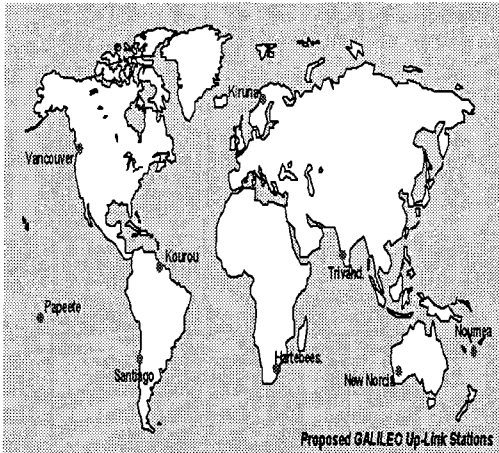 Kiruna
Vancouver
Kourou
Trivand.
Papeete
Noumea
Hartebees.
Santiago
New Norcia
Proposed GALILEO Up-Link Stations